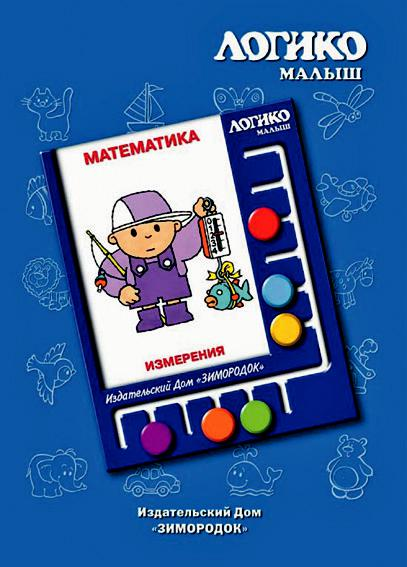 ЛОГИКО
МАЛЫШ
ЛОГИКО
МАЛЫШ
МАТЕМАТИКА
ИЗМЕРЕНИЯ
Издательский Дом «ЗИМОРОДОК»
Издательский Дом
«ЗИМОРОДОК»